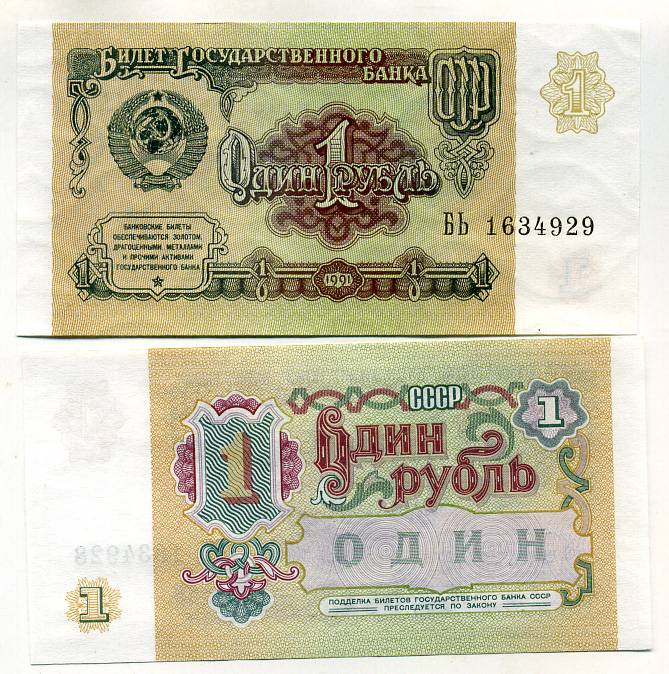 Билет Государственного
Банка СССР
1
Один 1 рубль
БЬ 1634929
БАНКОВСКИЕ БИЛЕТЫ
ОБЕСПЕЧИВАЮТСЯ ЗОЛОТОМ,
ДРАГОЦЕННЫМИ МЕТАЛЛАМИ
И ПРОЧИМИ АКТИВАМИ
ГОСУДАРСТВЕННОГО БАНКА
1 1 1991 1 1
СССР
1
1
Один
рубль
ОДИН
1
ПОДДЕЛКА БИЛЕТОВ ГОСУДАРСТВЕННОГО БАНКА СССР
ПРЕСЛЕДУЕТСЯ ПО ЗАКОНУ